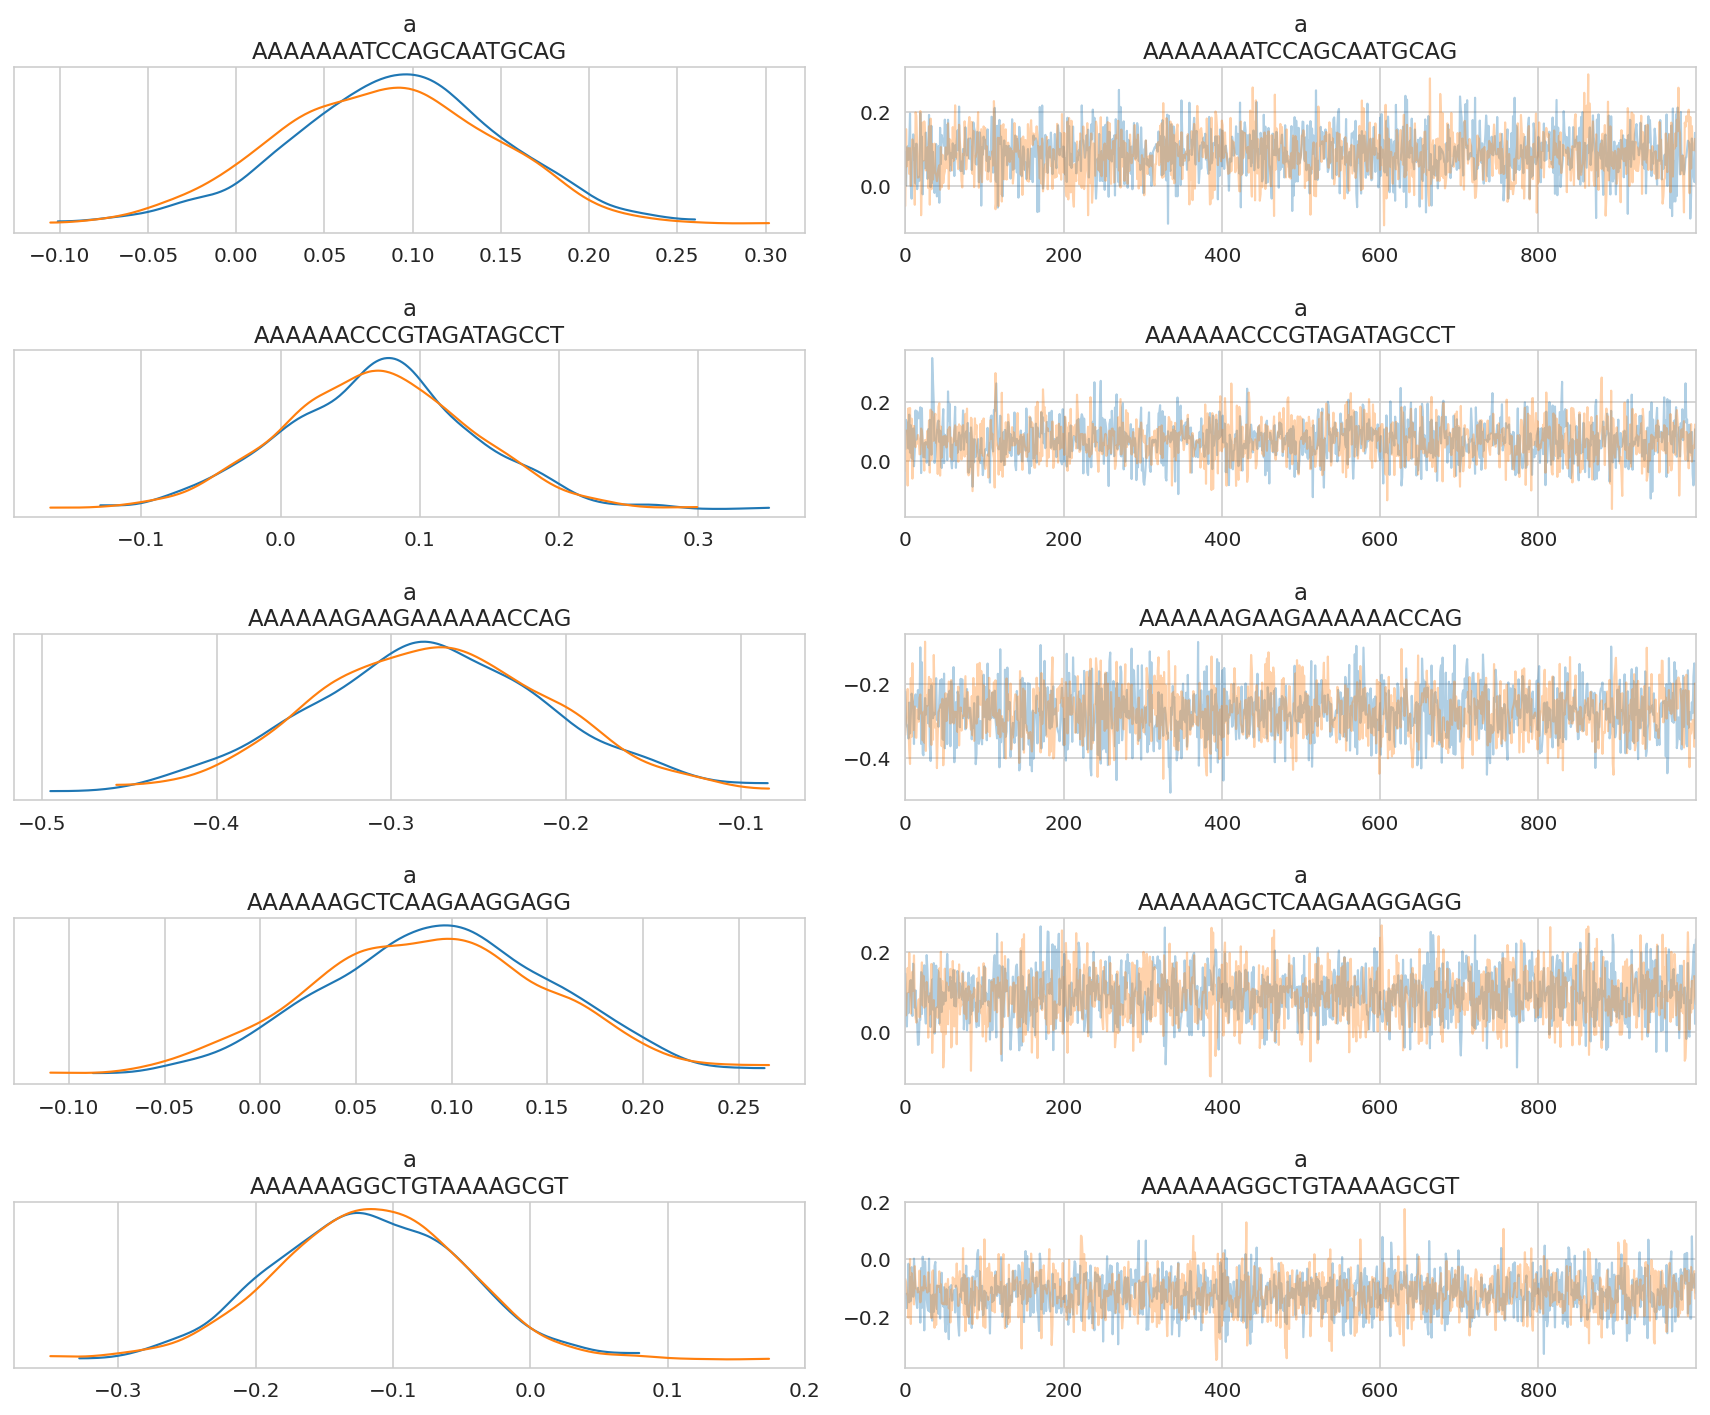 a
AAAAAAATCCAGCAATGCAG
−0.10 −0.05 0.00 0.05 0.10 0.15 0.20 0.25 0.30
a
AAAAAAATCCAGCAATGCAG
0.2
0.0
0 200 400 600 800
a
AAAAAACCCGTAGATAGCCT
−0.1 0.0 0.1 0.2 0.3
a
AAAAAACCCGTAGATAGCCT
0.2
0.0
0 200 400 600 800
a
AAAAAAGAAGAAAAAACCAG
−0.5 −0.4 −0.3 −0.2 −0.1
a
AAAAAAGAAGAAAAAACCAG
−0.2
−0.4
0 200 400 600 800
a
AAAAAAGCTCAAGAAGGAGG
−0.10 −0.05 0.00 0.05 0.10 0.15 0.20 0.25
a
AAAAAAGCTCAAGAAGGAGG
0.2
0.0
0 200 400 600 800
a
AAAAAAGGCTGTAAAAGCGT
−0.3 −0.2 −0.1 0.0 0.1 0.2
a
AAAAAAGGCTGTAAAAGCGT
0.2
0.0
−0.2
0 200 400 600 800